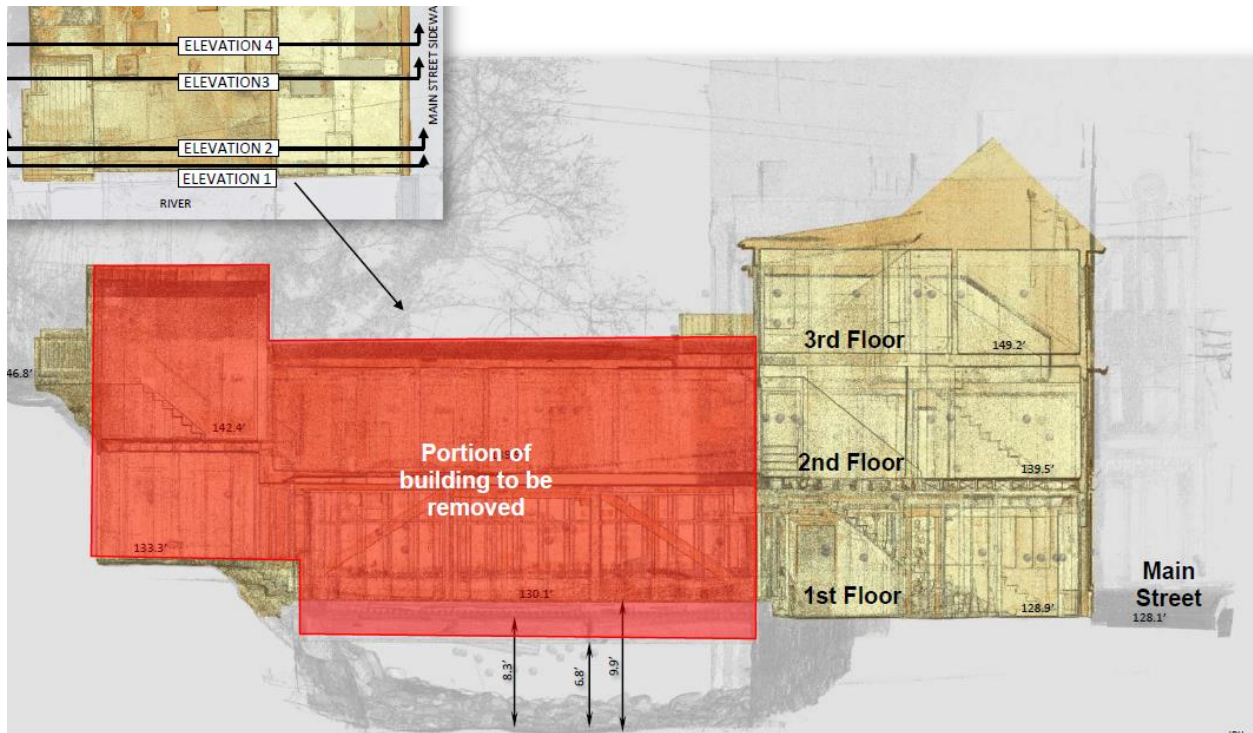 ELEVATION 4
ELEVATION3
ELEVATION 2
ELEVATION 1
MAIN STREET SIDEWA
RIVER
3rd Floor
149.2'
46.8'
142.4'
Portion of
building to be
removed
2nd Floor
139.5'
133.3'
130.1'
1st Floor
128.9'
Main
Street
128.1'
8.3'
6.8'
9.9'